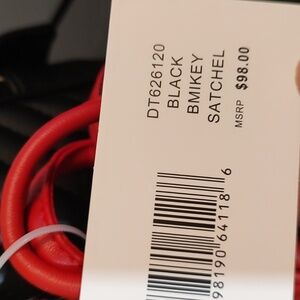 DT626120
BLACK
BMIKEY
SATCHEL
MSRP $98.00
98190 64118 6